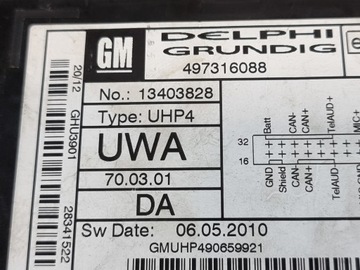 GM
DELPHI
GRUNDIG
497316088
No.: 13403828
Type: UHP4
UWA
70.03.01
DA
Sw Date: 06.05.2010
GMUHP490659921
20/12
GHU3901
28341522
Batt
CAN-
CAN+
TelAUD+
MIC+
32
16
GND
Shield
CAN-
CAN+
TelAUD-
GND